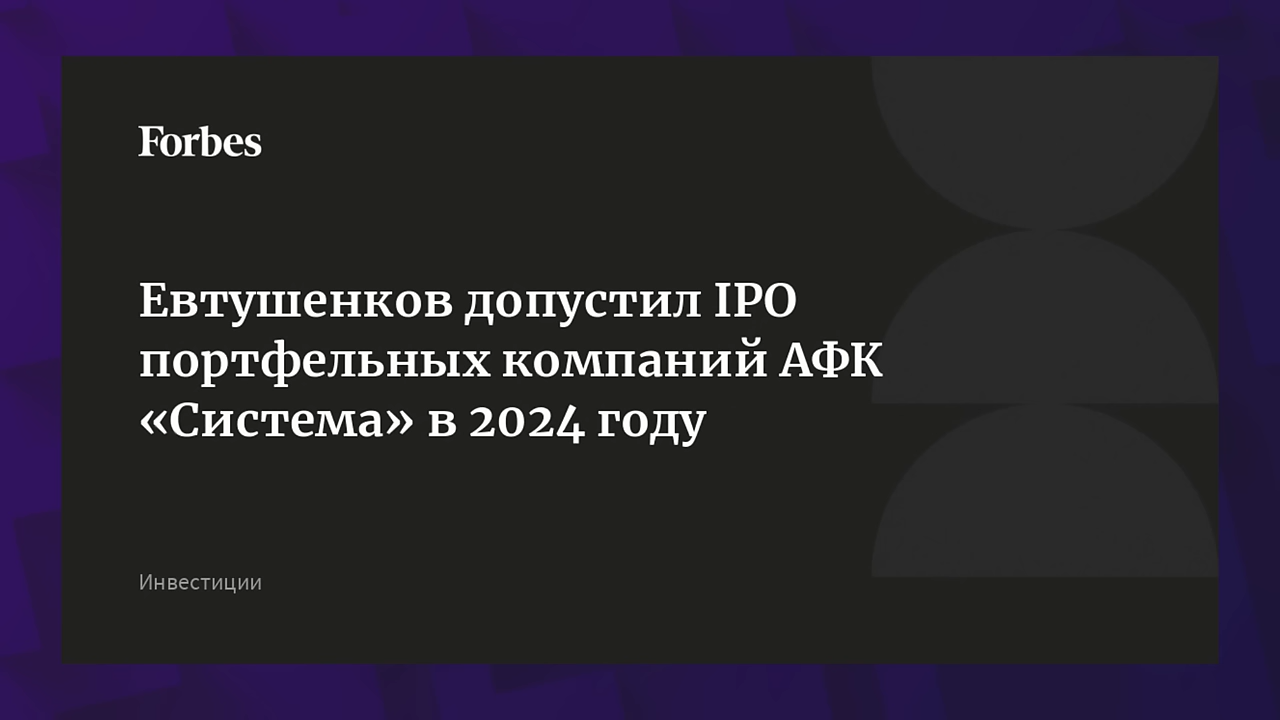 Forbes
Евтушенков допустил IPO
портфельных компаний АФК
«Система» в 2024 году
Инвестиции